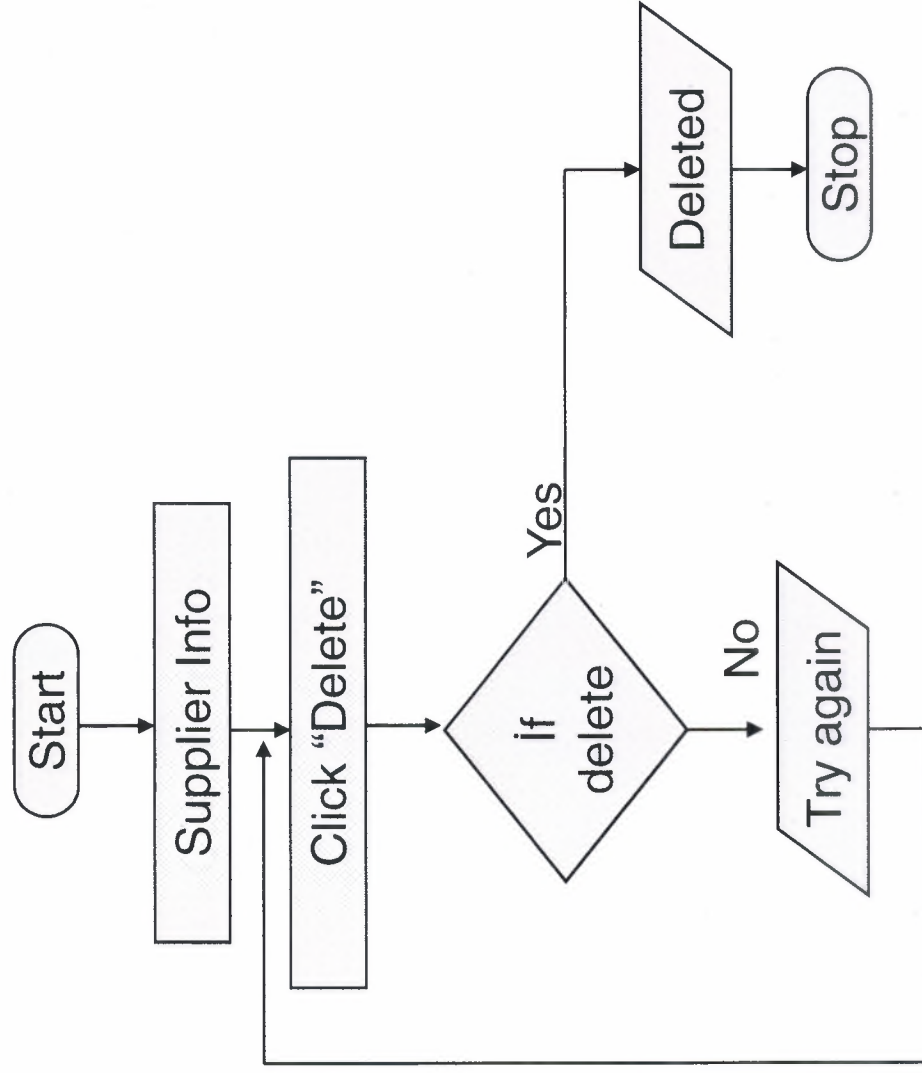 Start
Supplier Info
Click “Delete”
if
delete
Yes
No
Deleted
Try again
Stop